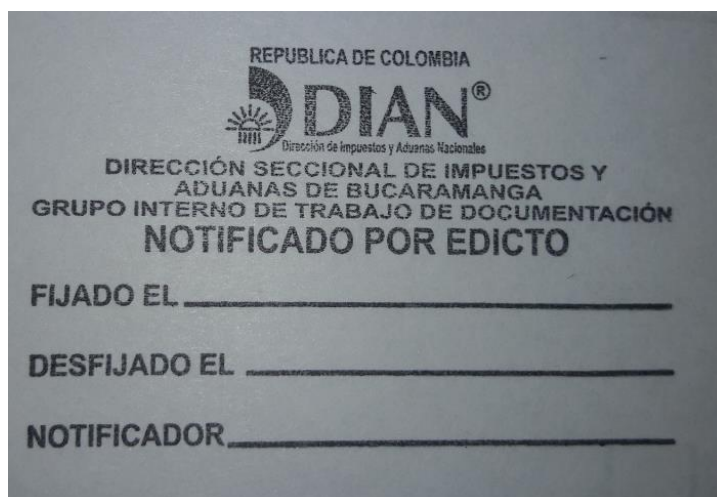 REPUBLICA DE COLOMBIA
DIAN®
Dirección de Impuestos y Aduanas Nacionales
DIRECCIÓN SECCIONAL DE IMPUESTOS Y
ADUANAS DE BUCARAMANGA
GRUPO INTERNO DE TRABAJO DE DOCUMENTACIÓN
NOTIFICADO POR EDICTO
FIJADO EL
DESFIJADO EL
NOTIFICADOR